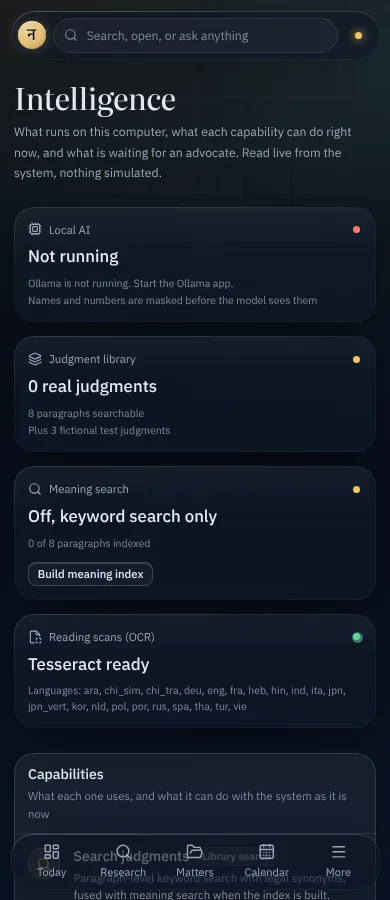 न
Search, open, or ask anything
Intelligence
What runs on this computer, what each capability can do right
now, and what is waiting for an advocate. Read live from the
system, nothing simulated.
Local AI
Not running
Ollama is not running. Start the Ollama app.
Names and numbers are masked before the model sees them
Judgment library
0 real judgments
8 paragraphs searchable
Plus 3 fictional test judgments
Meaning search
Off, keyword search only
0 of 8 paragraphs indexed
Build meaning index
Reading scans (OCR)
Tesseract ready
Languages: ara, chi_sim, chi_tra, deu, eng, fra, heb, hin, ind, ita, jpn,
jpn_vert, kor, nld, pol, por, rus, spa, tha, tur, vie
Capabilities
What each one uses, and what it can do with the system as it is
now
Search judgments Library search
Today Research Matters Calendar More
Paragraph-level keyword search with legal synonyms,
fused with meaning search when the index is built.